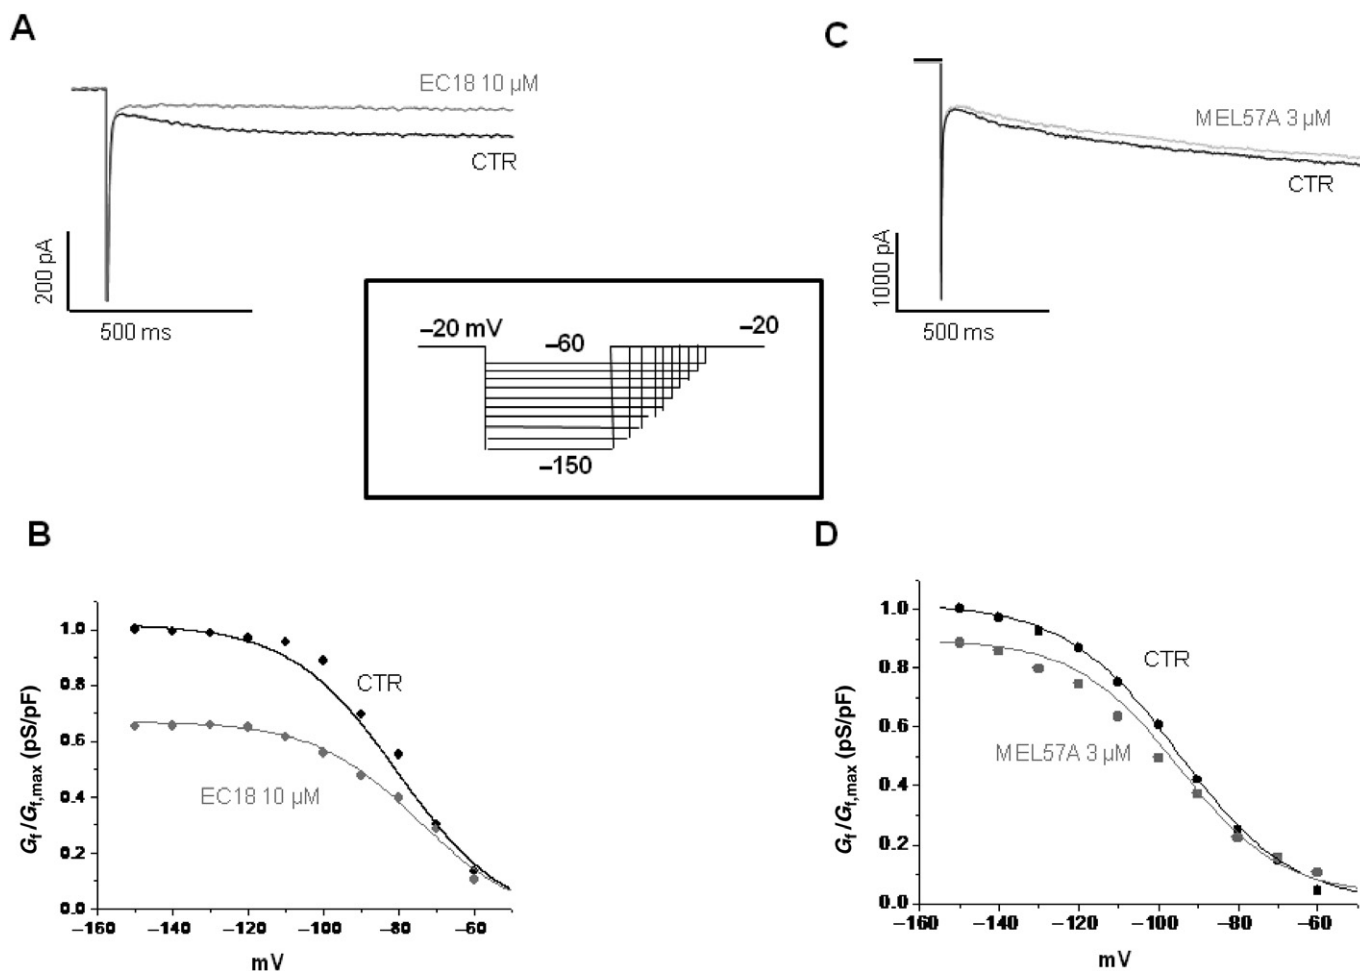 A
EC18 10 µM
CTR
200 pA
500 ms
C
MEL57A 3 µM
CTR
1000 pA
500 ms
–20 mV
–60
–20
–150
B
1.0
0.8
0.6
0.4
0.2
0.0
Gf/Gf,max (pS/pF)
CTR
EC18 10 µM
–160 –140 –120 –100 –80 –60
mV
D
1.0
0.8
0.6
0.4
0.2
0.0
Gf/Gf,max (pS/pF)
CTR
MEL57A 3 µM
–160 –140 –120 –100 –80 –60
mV